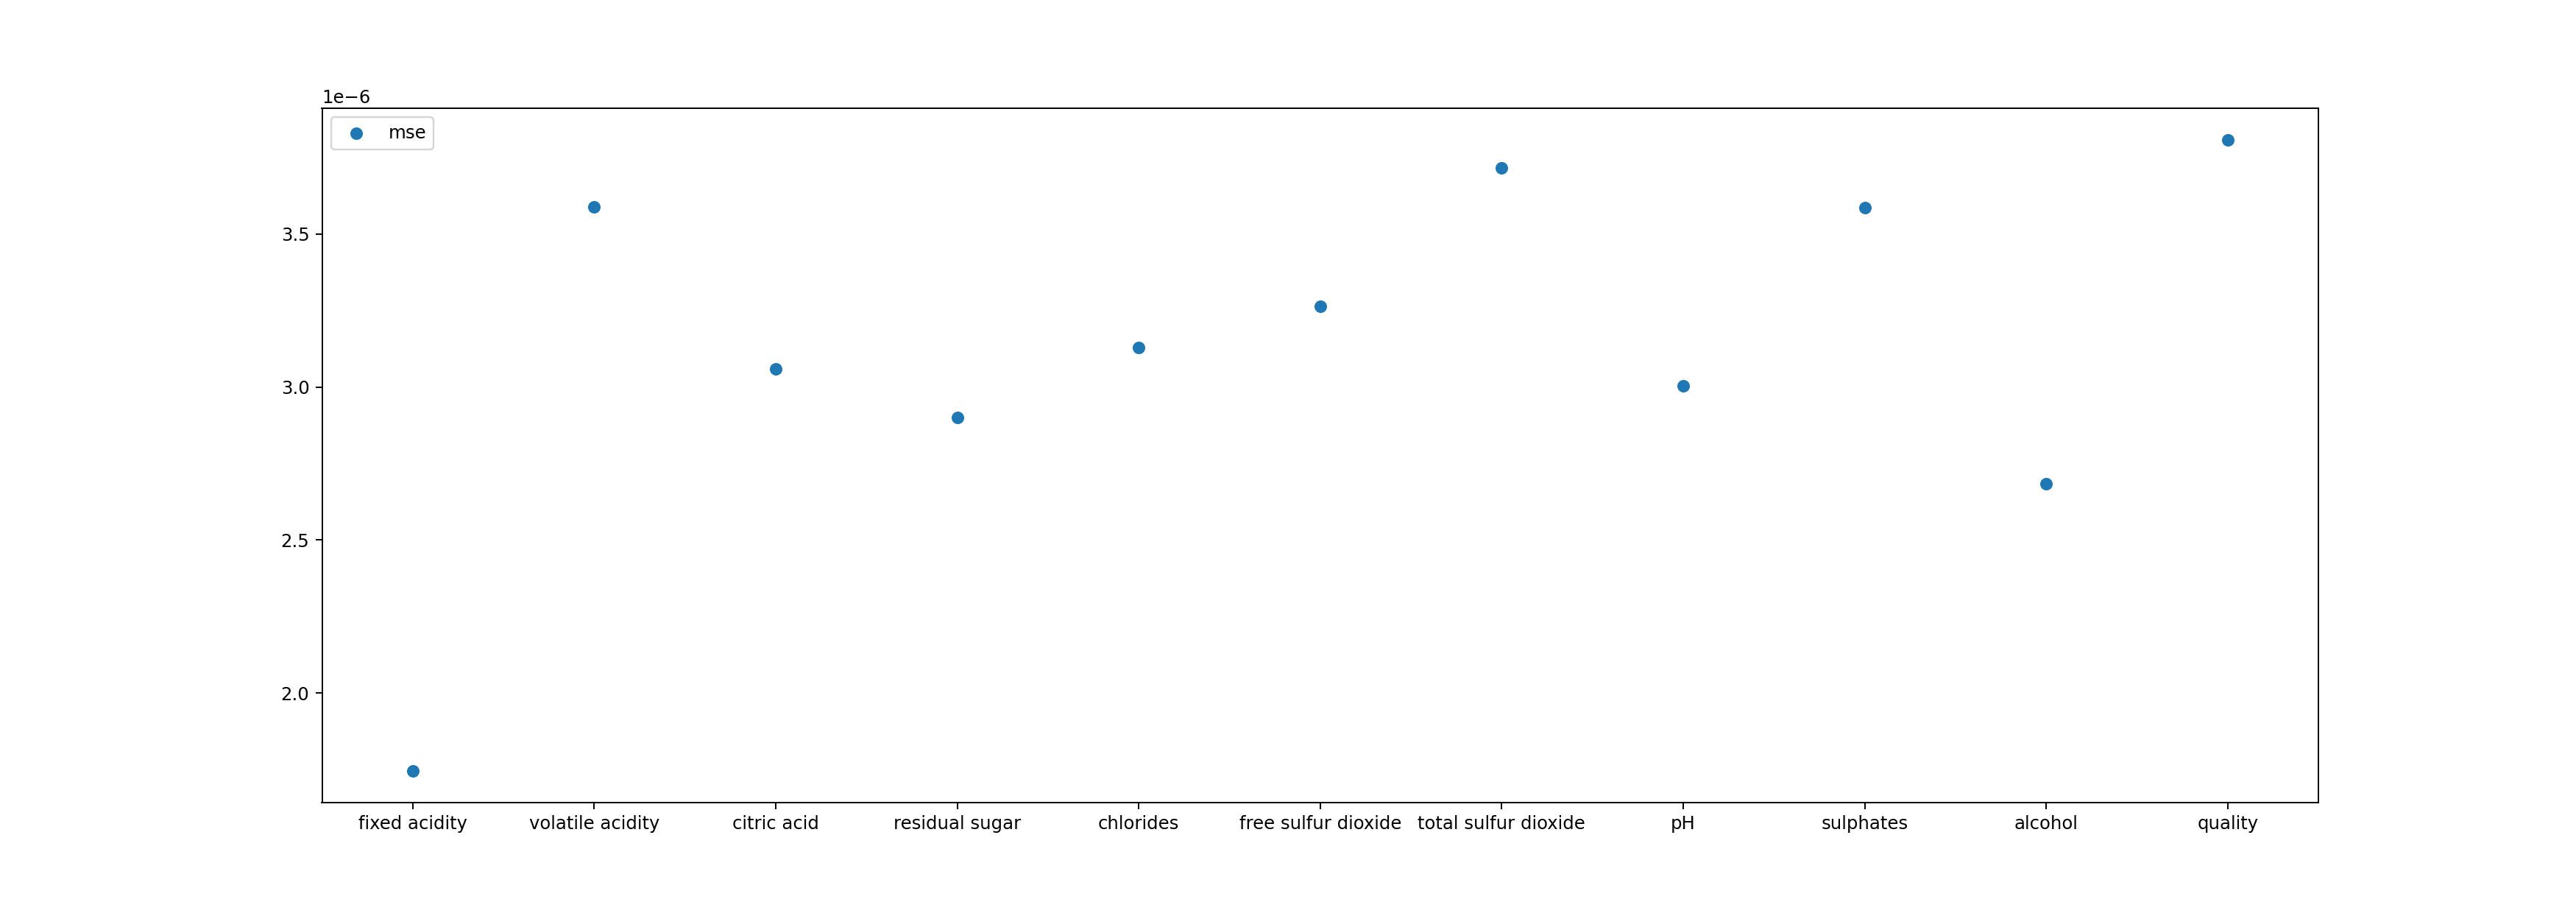 1e−6
mse
3.5
3.0
2.5
2.0
fixed acidity volatile acidity citric acid residual sugar chlorides free sulfur dioxide total sulfur dioxide pH sulphates alcohol quality